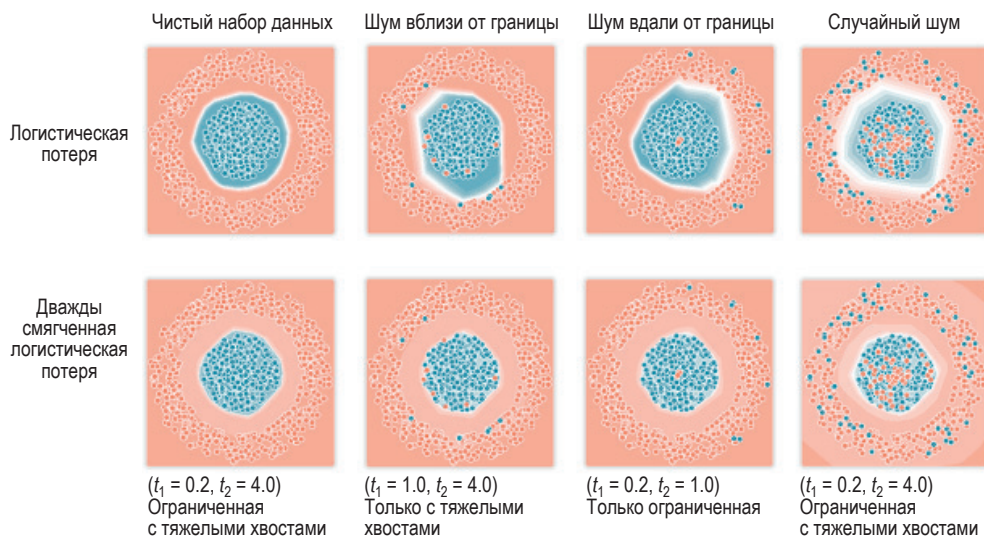 Чистый набор данных
Шум вблизи от границы
Шум вдали от границы
Случайный шум
Логистическая
потеря
Дважды
смягченная
логистическая
потеря
(t₁ = 0.2, t₂ = 4.0)
Ограниченная
с тяжелыми хвостами
(t₁ = 1.0, t₂ = 4.0)
Только с тяжелыми
хвостами
(t₁ = 0.2, t₂ = 1.0)
Только ограниченная
(t₁ = 0.2, t₂ = 4.0)
Ограниченная
с тяжелыми хвостами